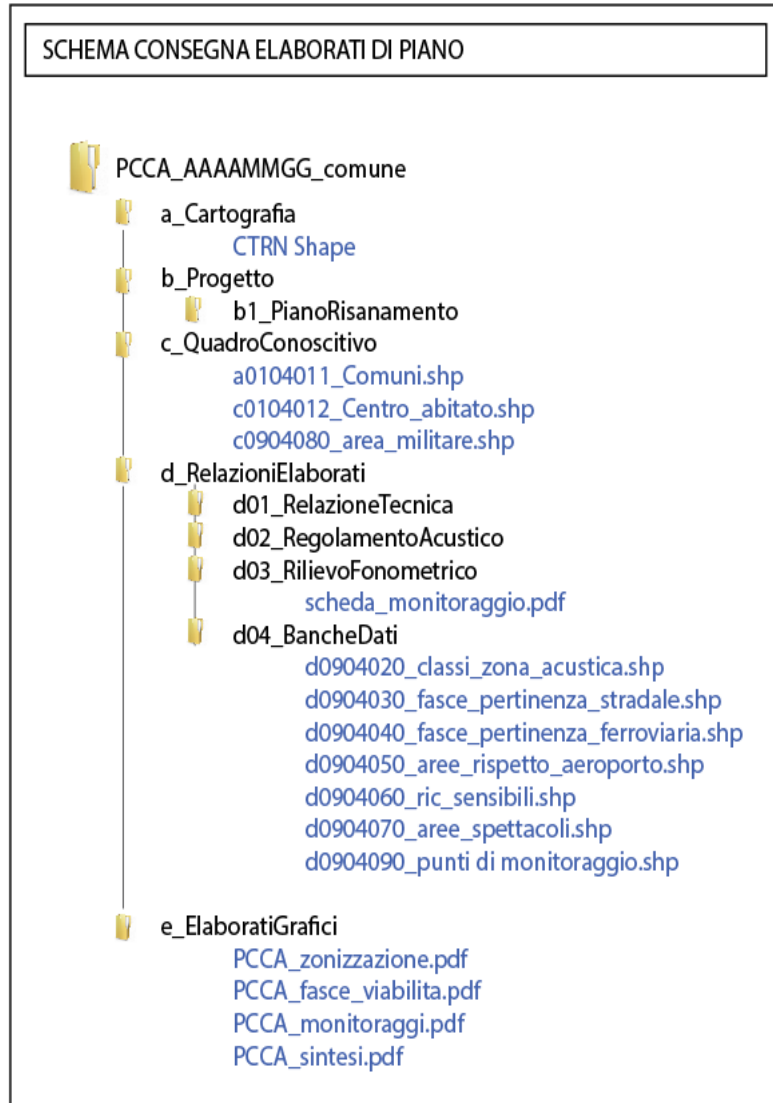 SCHEMA CONSEGNA ELABORATI DI PIANO
PCCA_AAAAMMGG_comune
a_Cartografia
CTRN Shape
b_Progetto
b1_PianoRisanamento
c_QuadroConoscitivo
a0104011_Comuni.shp
c0104012_Centro_abitato.shp
c0904080_area_militare.shp
d_RelazioniElaborati
d01_RelazioneTecnica
d02_RegolamentoAcustico
d03_RilievoFonometrico
scheda_monitoraggio.pdf
d04_BancheDati
d0904020_classi_zona_acustica.shp
d0904030_fasce_pertinenza_stradale.shp
d0904040_fasce_pertinenza_ferroviaria.shp
d0904050_aree_rispetto_aeroporto.shp
d0904060_ric_sensibili.shp
d0904070_aree_spettacoli.shp
d0904090_punti di monitoraggio.shp
e_ElaboratiGrafici
PCCA_zonizzazione.pdf
PCCA_fasce_viabilita.pdf
PCCA_monitoraggi.pdf
PCCA_sintesi.pdf